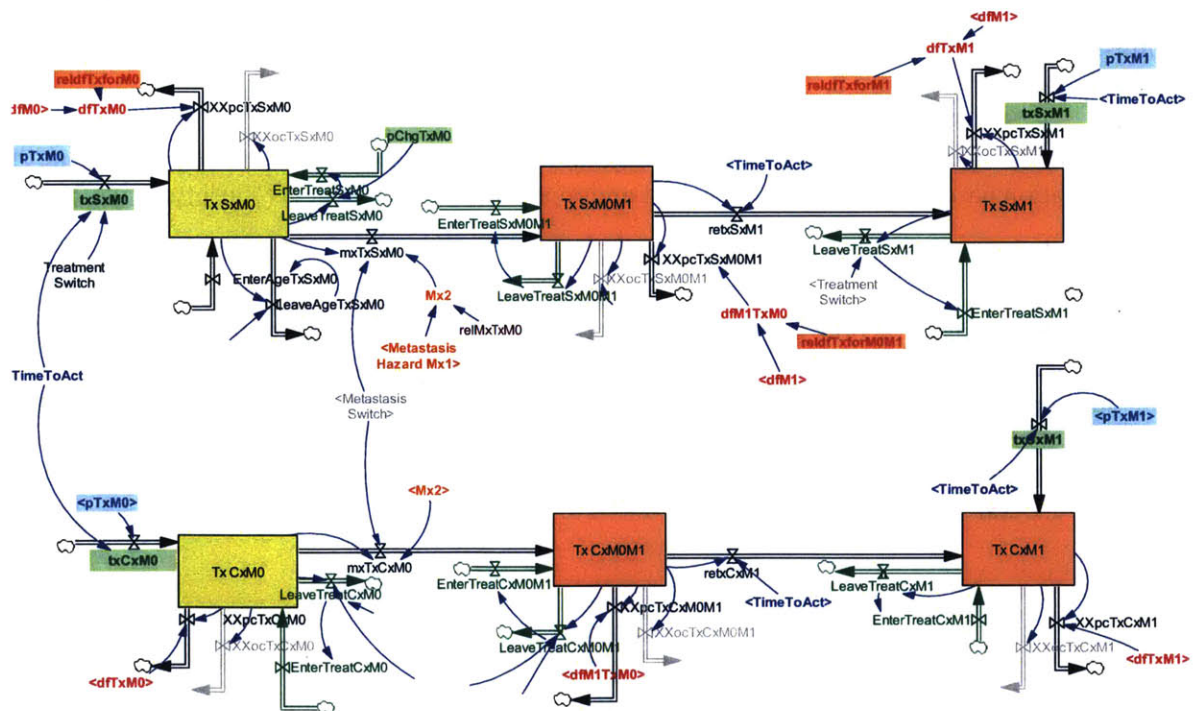 <dfM1>
reldfTxforM0
dfTxM1
pTxM1
dfM0>
dfTxM0
XXpcTxSxM0
reldfTxforM1
<TimeToAct>
XXocTxSxM0
pChgTxM0
txSxM1
XXpcTxSxM1
XXocTxSxM1
pTxM0
<TimeToAct>
txSxM0
Tx SxM0
EnterTreatSxM0
LeaveTreatSxM0
Tx SxM0M1
EnterTreatSxM0M1
retxSxM1
Tx SxM1
LeaveTreatSxM1
mxTxSxM0
Treatment
Switch
EnterAgeTxSxM0
XXpcTxSxM0M1
XXocTxSxM0M1
LeaveTreatSxM0M1
<Treatment
Switch>
LeaveAgeTxSxM0
Mx2
relMxTxM0
dfM1TxM0
EnterTreatSxM1
reldfTxforM0M1
<Metastasis
Hazard Mx1>
<dfM1>
TimeToAct
<Metastasis
Switch>
<pTxM1>
txSxM1
<TimeToAct>
<Mx2>
<pTxM0>
txCxM0
Tx CxM0
mxTxCxM0
Tx CxM0M1
EnterTreatCxM0M1
retxCxM1
Tx CxM1
LeaveTreatCxM1
LeaveTreatCxM0
<TimeToAct>
XXpcTxCxM0
XXpcTxCxM0M1
EnterTreatCxM1
XXpcTxCxM1
XXocTxCxM0
XXocTxCxM0M1
XXocTxCxM1
LeaveTreatCxM0M1
EnterTreatCxM0
<dfTxM0>
<dfM1TxM0>
<dfTxM1>